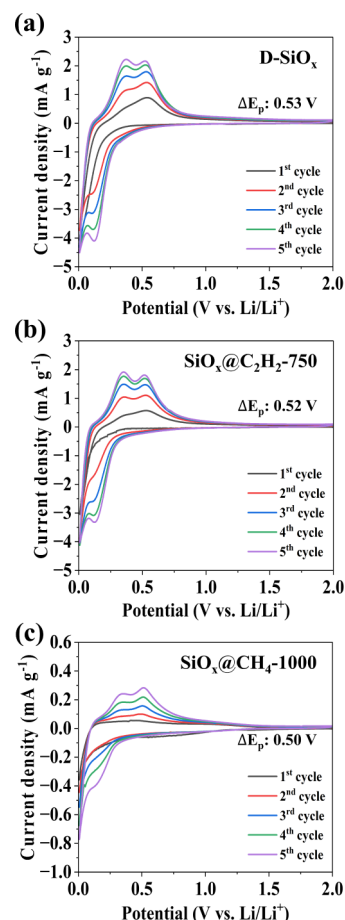 (a)
D-SiOₓ
ΔEₚ: 0.53 V
1ˢᵗ cycle
2ⁿᵈ cycle
3ʳᵈ cycle
4ᵗʰ cycle
5ᵗʰ cycle
Current density (mA g⁻¹)
4
3
2
1
0
−1
−2
−3
−4
−5
0.0 0.5 1.0 1.5 2.0
Potential (V vs. Li/Li⁺)
(b)
SiOₓ@C₂H₂-750
ΔEₚ: 0.52 V
1ˢᵗ cycle
2ⁿᵈ cycle
3ʳᵈ cycle
4ᵗʰ cycle
5ᵗʰ cycle
Current density (mA g⁻¹)
3
2
1
0
−1
−2
−3
−4
−5
0.0 0.5 1.0 1.5 2.0
Potential (V vs. Li/Li⁺)
(c)
SiOₓ@CH₄-1000
ΔEₚ: 0.50 V
1ˢᵗ cycle
2ⁿᵈ cycle
3ʳᵈ cycle
4ᵗʰ cycle
5ᵗʰ cycle
Current density (mA g⁻¹)
0.6
0.4
0.2
0.0
−0.2
−0.4
−0.6
−0.8
−1.0
0.0 0.5 1.0 1.5 2.0
Potential (V vs. Li/Li⁺)